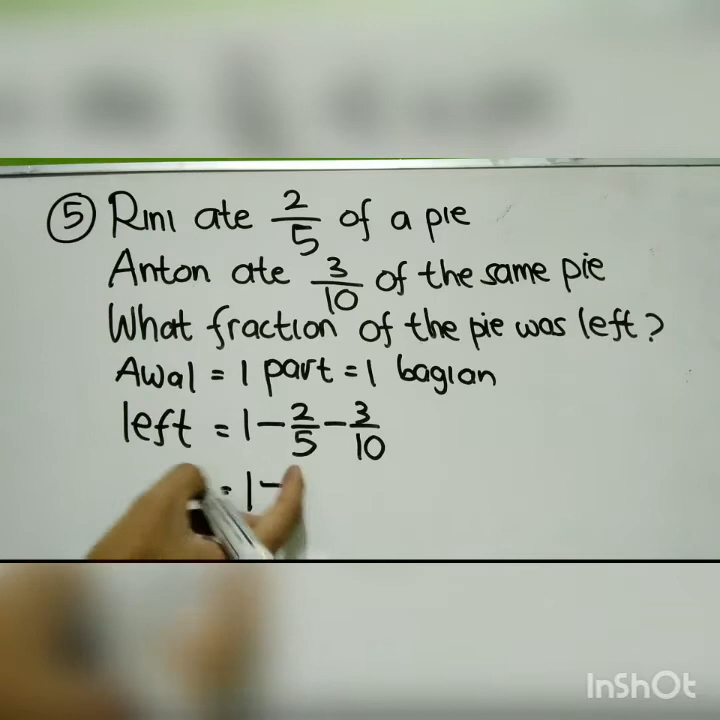 ⑤ Rini ate 2/5 of a pie
Anton ate 3/10 of the same pie
What fraction of the pie was left?
Awal = 1 part = 1 bagian
left = 1 - 2/5 - 3/10
= 1 -
InShOt